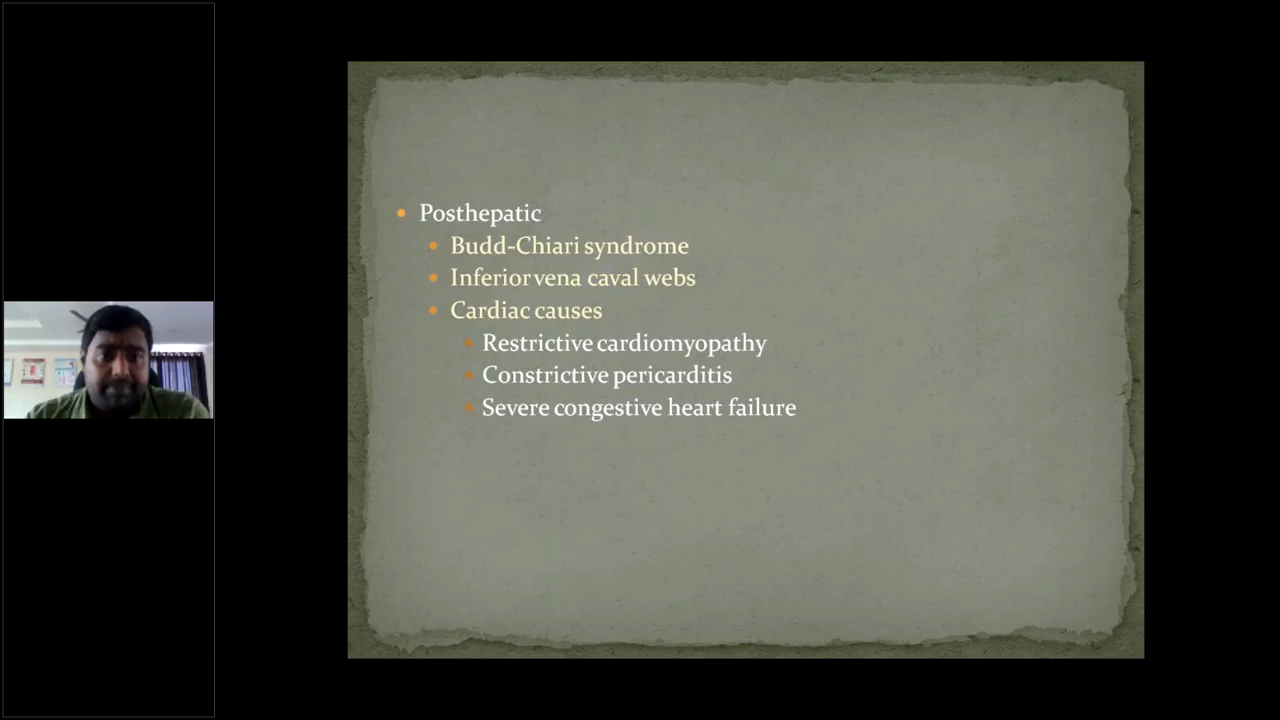 Posthepatic
Budd-Chiari syndrome
Inferior vena caval webs
Cardiac causes
Restrictive cardiomyopathy
Constrictive pericarditis
Severe congestive heart failure